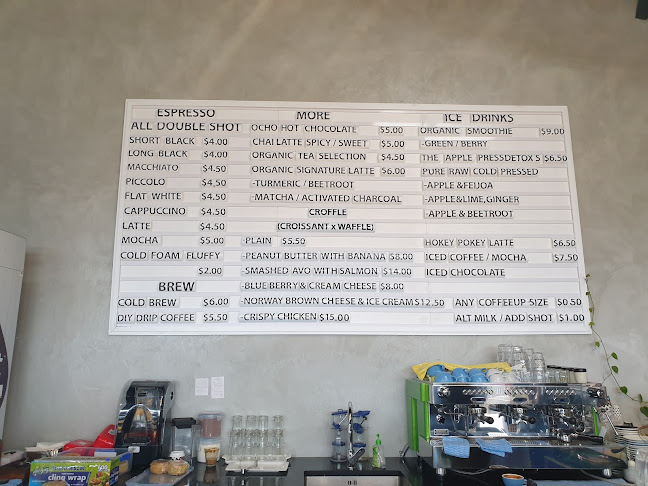 ESPRESSO
ALL DOUBLE SHOT
SHORT BLACK $4.00
LONG BLACK $4.00
MACCHIATO $4.50
PICCOLO $4.50
FLAT WHITE $4.50
CAPPUCCINO $4.50
LATTE $4.50
MOCHA $5.00
COLD FOAM FLUFFY
$2.00
BREW
COLD BREW $6.00
DIY DRIP COFFEE $5.50
MORE
OCHO HOT CHOCOLATE $5.00
CHAI LATTE SPICY / SWEET $5.00
ORGANIC TEA SELECTION $4.50
ORGANIC SIGNATURE LATTE $6.00
-TURMERIC / BEETROOT
-MATCHA / ACTIVATED CHARCOAL
CROFFLE
(CROISSANT x WAFFLE)
-PLAIN $5.50
-PEANUT BUTTER WITH BANANA $8.00
-SMASHED AVO WITH SALMON $14.00
-BLUE BERRY & CREAM CHEESE $8.00
-NORWAY BROWN CHEESE & ICE CREAM $12.50
-CRISPY CHICKEN $15.00
ICE DRINKS
ORGANIC SMOOTHIE $9.00
-GREEN / BERRY
THE APPLE PRESS DETOX S $6.50
PURE RAW COLD PRESSED
-APPLE & FEIJOA
-APPLE & LIME, GINGER
-APPLE & BEETROOT
HOKEY POKEY LATTE $6.50
ICED COFFEE / MOCHA $7.50
ICED CHOCOLATE
ANY COFFEE UP SIZE $0.50
ALT MILK / ADD SHOT $1.00
cling wrap